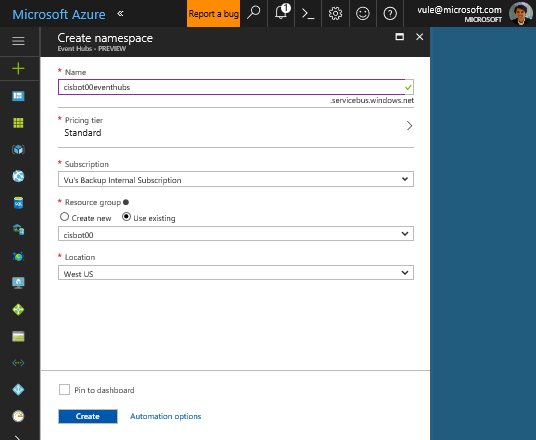 Microsoft Azure
Report a bug
1
vule@microsoft.com
MICROSOFT
Create namespace
Event Hubs - PREVIEW
* Name
cisbot00eventhubs
.servicebus.windows.net
* Pricing tier
Standard
* Subscription
Vu's Backup Internal Subscription
* Resource group
Create new Use existing
cisbot00
* Location
West US
Pin to dashboard
Create Automation options